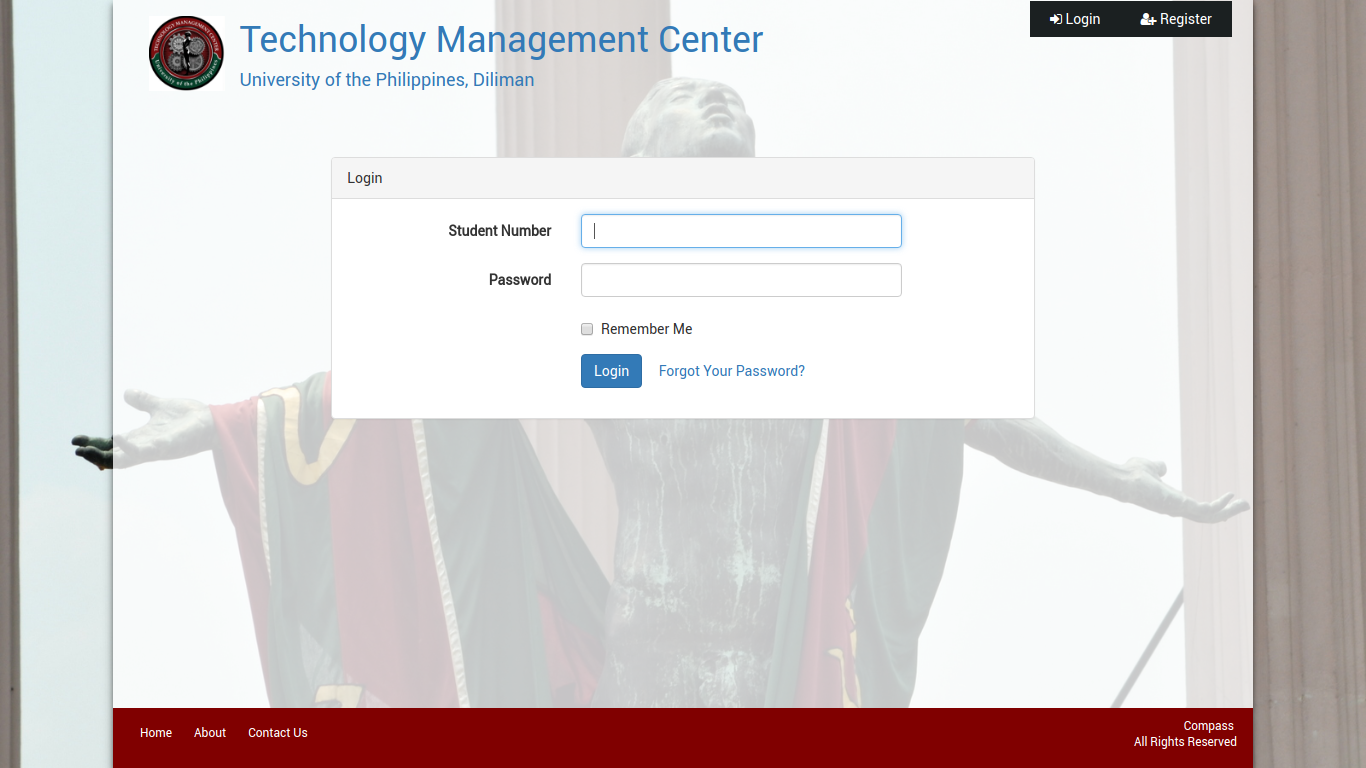 Login
Register
TECHNOLOGY MANAGEMENT CENTER
University of the Philippines
Technology Management Center
University of the Philippines, Diliman
Login
Student Number
Password
Remember Me
Login
Forgot Your Password?
Home
About
Contact Us
Compass
All Rights Reserved